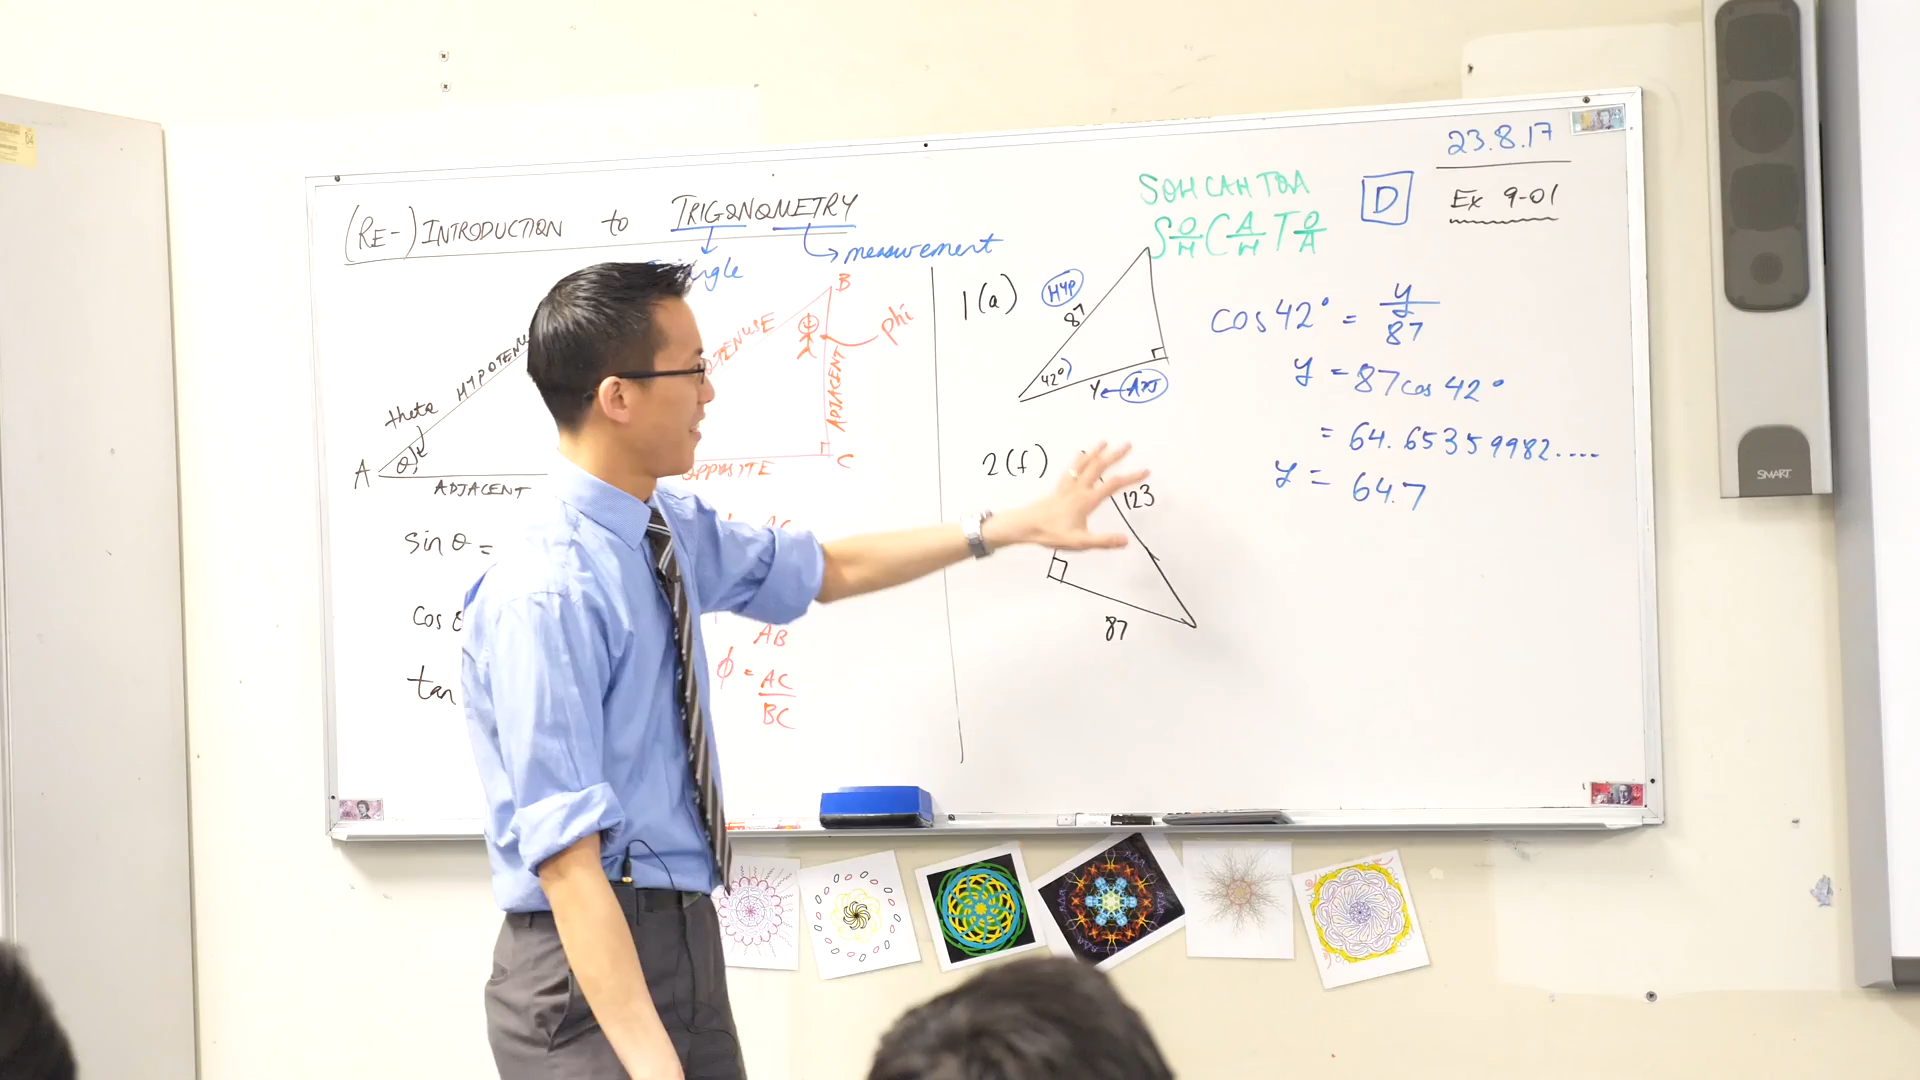 (RE-) INTRODUCTION to TRIGONOMETRY
measurement
A
theta
θ
HYPOTENU
ADJACENT
sin θ =
cos
tan
B
phi
ADJACENT
C
OPPOSITE
AB
ϕ = AC
BC
SOH CAH TOA
S O/H C A/H T O/A
D
23.8.17
Ex 9-01
1(a)
HYP
87
42°
Y
ADJ
cos 42° = y/87
y = 87 cos 42°
= 64.65359982....
y = 64.7
2(f)
123
87
SMART